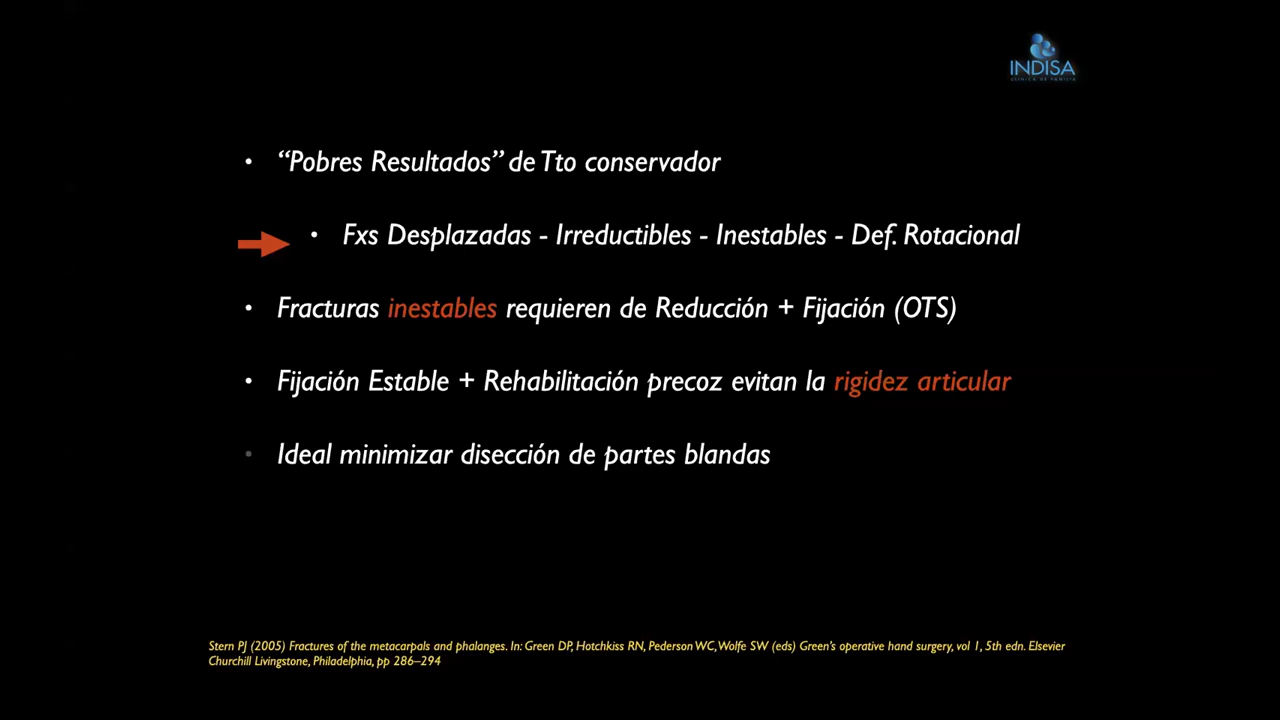 INDISA
CLINICA DE FAMILIA
• “Pobres Resultados” de Tto conservador
• Fxs Desplazadas - Irreductibles - Inestables - Def. Rotacional
• Fracturas inestables requieren de Reducción + Fijación (OTS)
• Fijación Estable + Rehabilitación precoz evitan la rigidez articular
• Ideal minimizar disección de partes blandas
Stern PJ (2005) Fractures of the metacarpals and phalanges. In: Green DP, Hotchkiss RN, Pederson WC, Wolfe SW (eds) Green’s operative hand surgery, vol 1, 5th edn. Elsevier
Churchill Livingstone, Philadelphia, pp 286–294